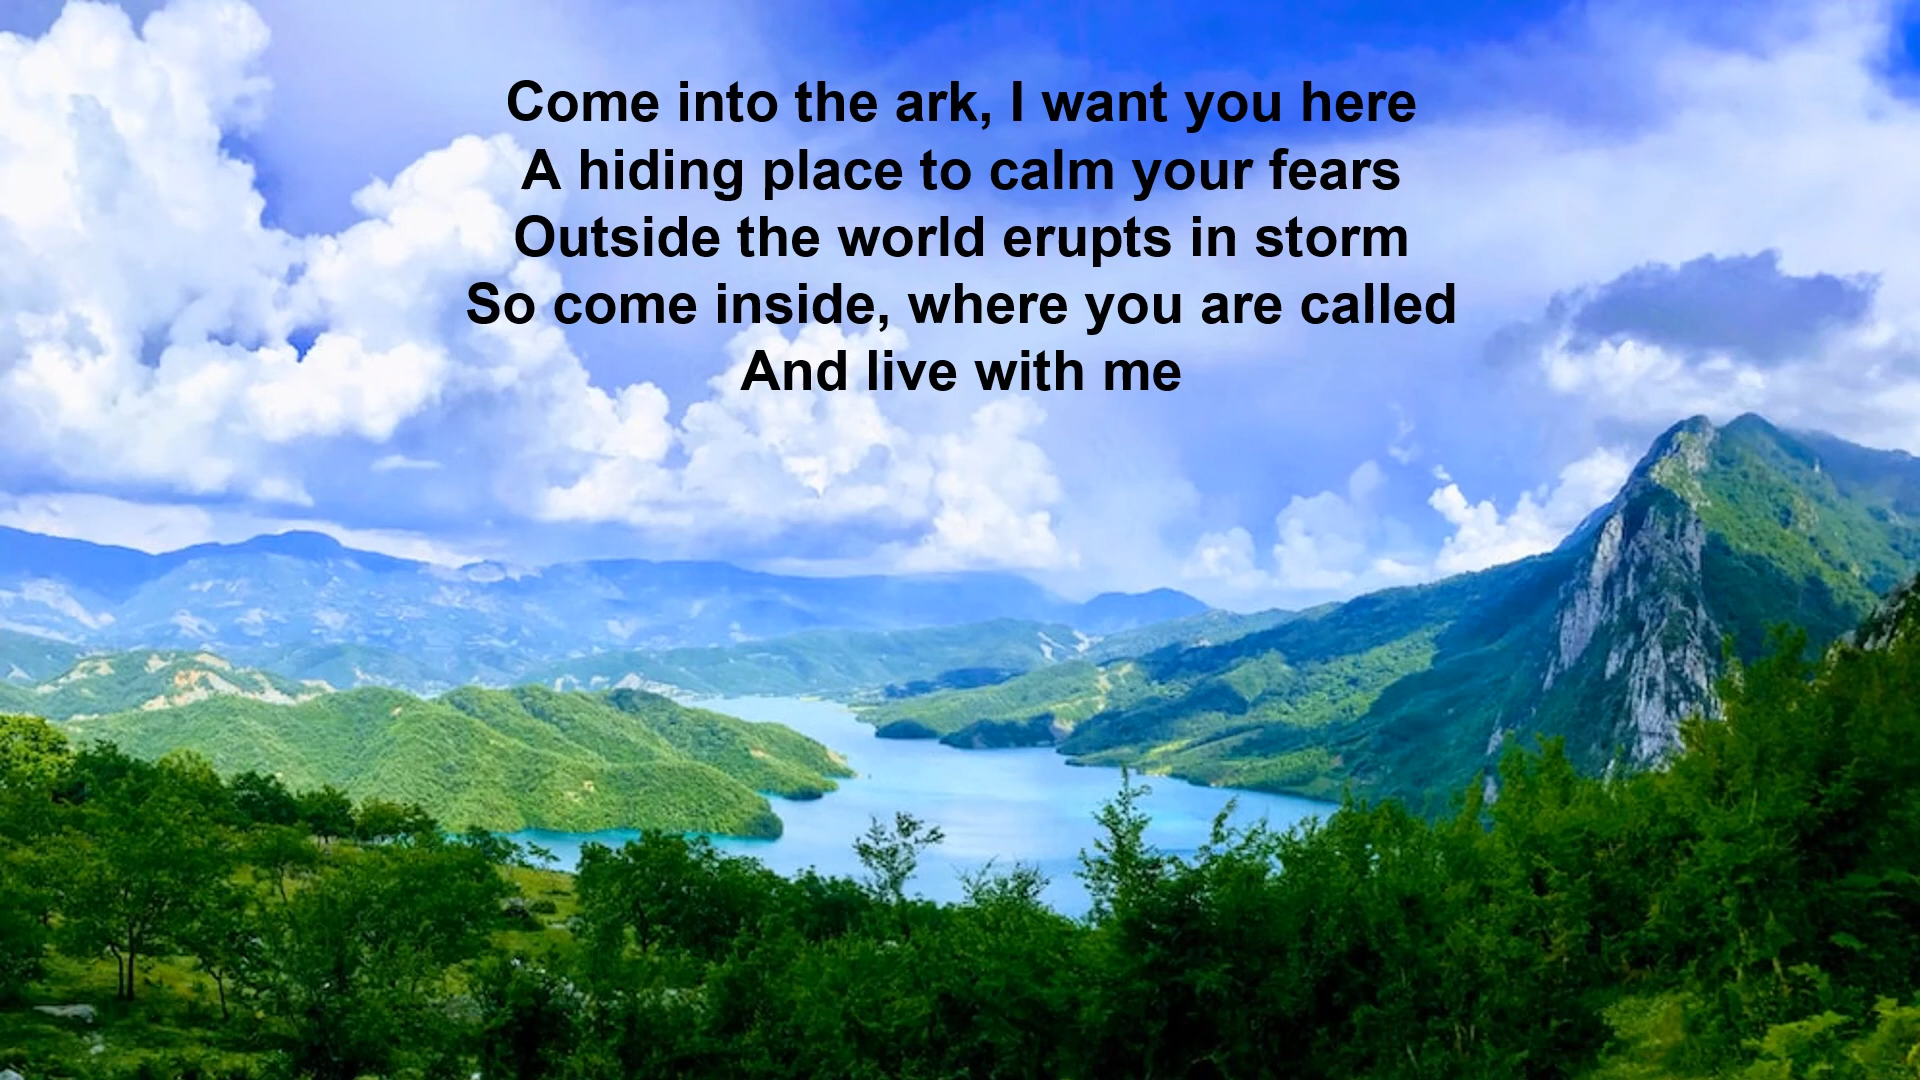 Come into the ark, I want you here
A hiding place to calm your fears
Outside the world erupts in storm
So come inside, where you are called
And live with me